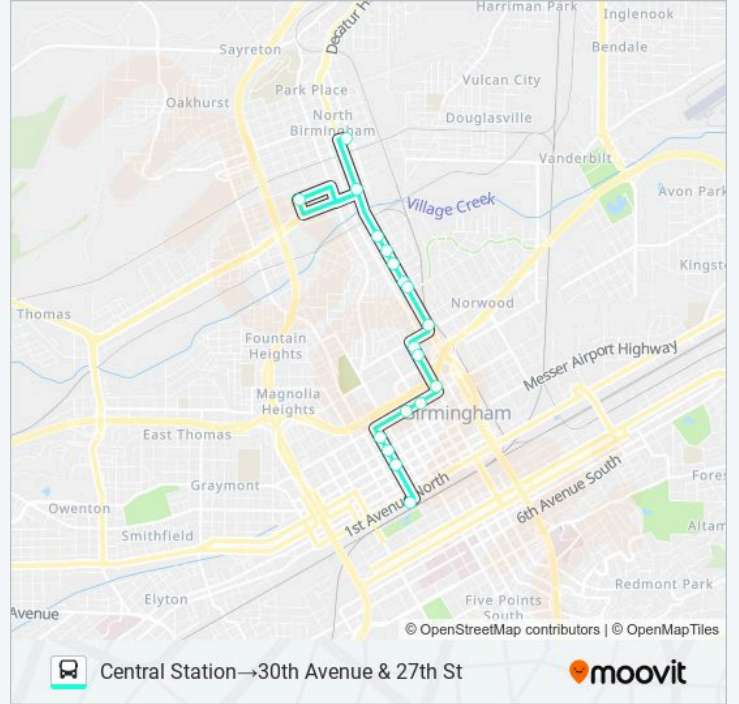 Harriman Park
Inglenook
Decatur H
Sayreton
Bendale
Park Place
Vulcan City
Oakhurst
North
Birmingham
Douglasville
Vanderbilt
Avon Park
Village Creek
Kingst
Norwood
Thomas
Fountain
Heights
Messer Airport Highway
Magnolia
Heights
Birmingham
East Thomas
Graymont
1st Avenue North
6th Avenue South
Fores
Owenton
Smithfield
Altam
Redmont Park
Elyton
Five Points
South
Avenue
© OpenStreetMap contributors | © OpenMapTiles
Central Station→30th Avenue & 27th St
moovit